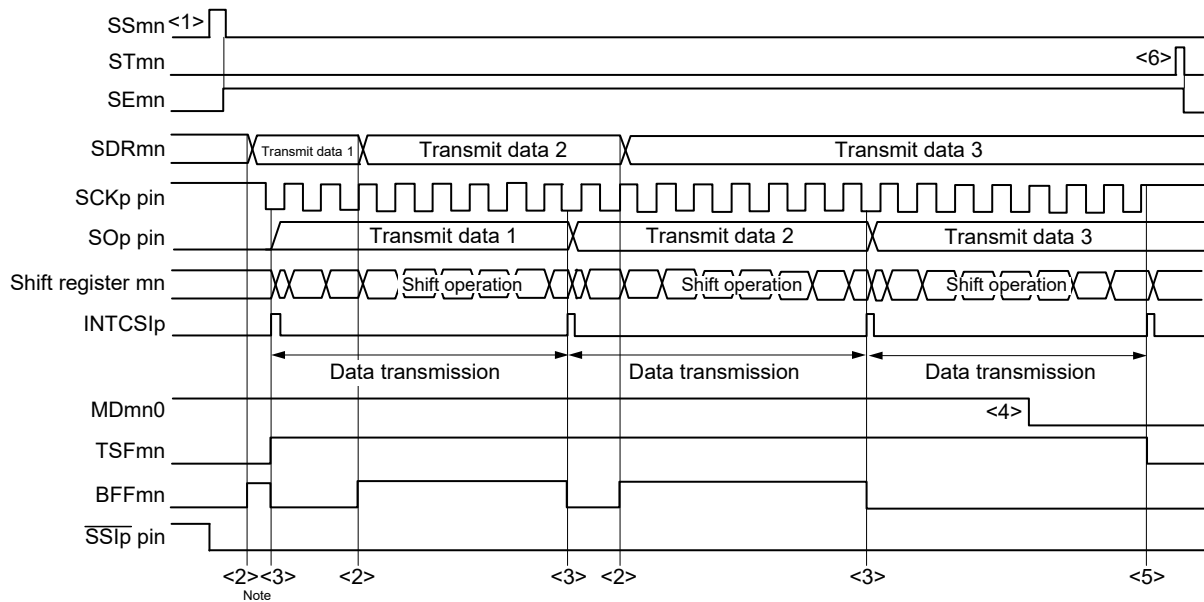 SSmn <1>
STmn <6>
SEmn
SDRmn Transmit data 1 Transmit data 2 Transmit data 3
SCKp pin
SOp pin Transmit data 1 Transmit data 2 Transmit data 3
Shift register mn Shift operation Shift operation Shift operation
INTCSIp
Data transmission Data transmission Data transmission
MDmn0 <4>
TSFmn
BFFmn
SSIp pin
<2> <3> <2> <3> <2> <3> <5>
Note